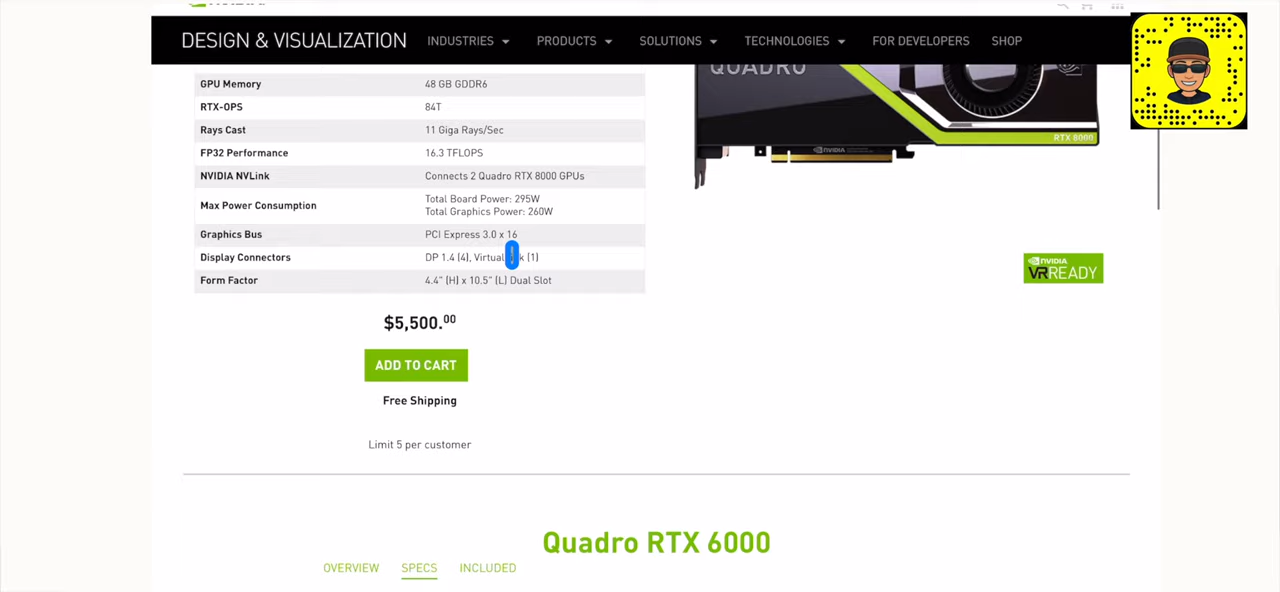 DESIGN & VISUALIZATION INDUSTRIES PRODUCTS SOLUTIONS TECHNOLOGIES FOR DEVELOPERS SHOP
QUADRO
GPU Memory 48 GB GDDR6
RTX-OPS 84T
Rays Cast 11 Giga Rays/Sec
FP32 Performance 16.3 TFLOPS
NVIDIA NVLink Connects 2 Quadro RTX 8000 GPUs
Max Power Consumption Total Board Power: 295W
Total Graphics Power: 260W
Graphics Bus PCI Express 3.0 x 16
Display Connectors DP 1.4 (4), (1)
Form Factor 4.4" (H) x 10.5" (L) Dual Slot
RTX 8000
NVIDIA
NVIDIA
VR READY
$5,500.00
ADD TO CART
Free Shipping
Limit 5 per customer
Quadro RTX 6000
OVERVIEW SPECS INCLUDED